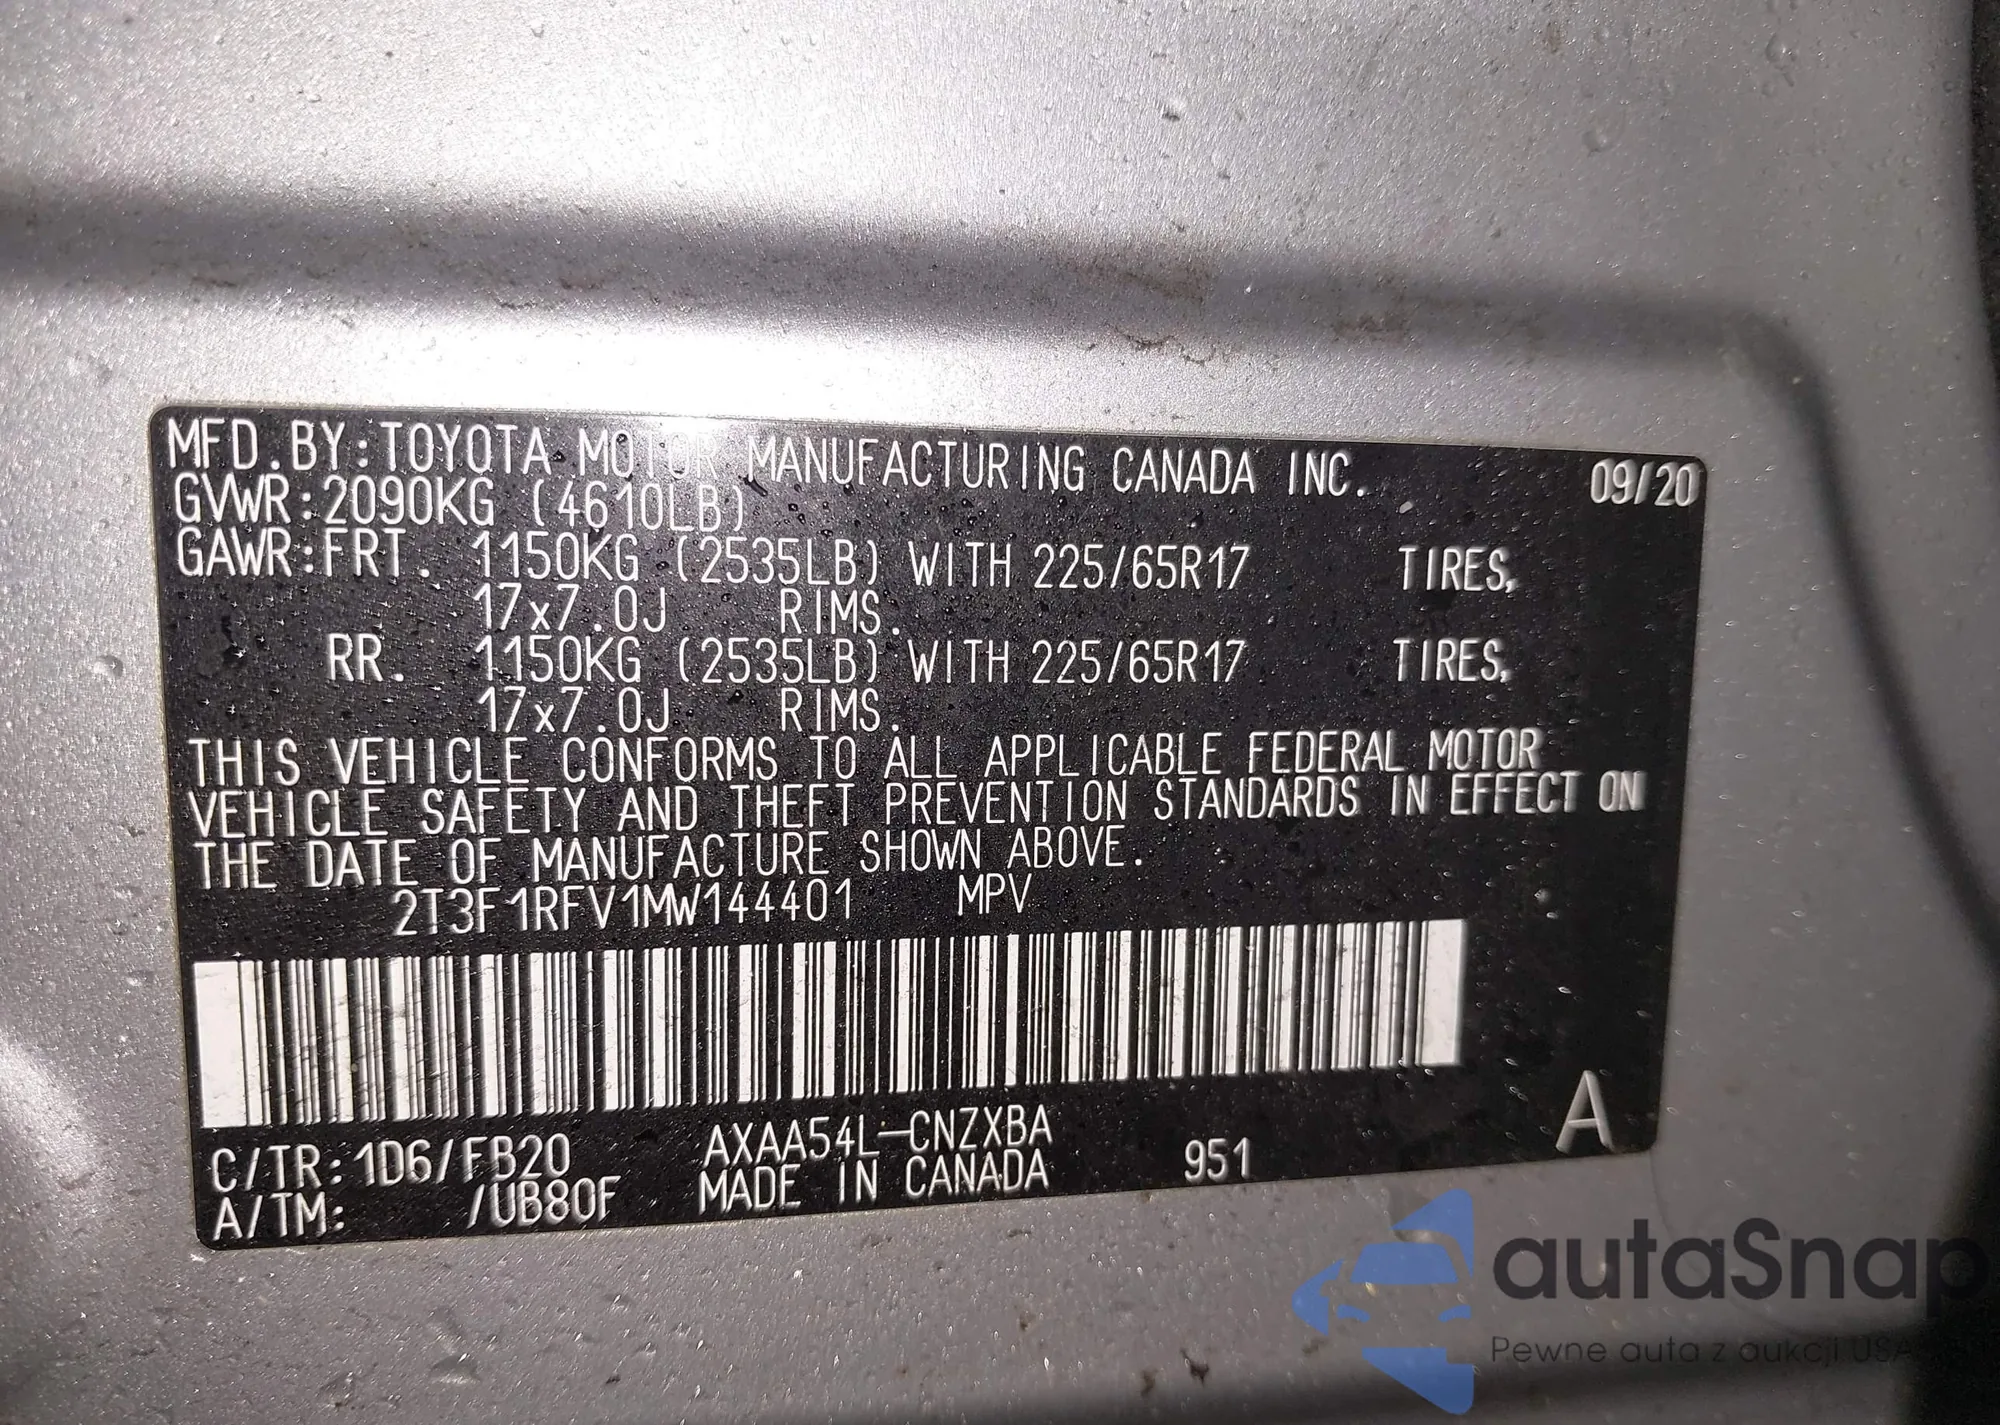 MFD.BY:TOYOTA MOTOR MANUFACTURING CANADA INC. 09/20
GVWR:2090KG (4610LB)
GAWR:FRT. 1150KG (2535LB) WITH 225/65R17 TIRES,
17x7.0J RIMS.
RR. 1150KG (2535LB) WITH 225/65R17 TIRES,
17x7.0J RIMS.
THIS VEHICLE CONFORMS TO ALL APPLICABLE FEDERAL MOTOR
VEHICLE SAFETY AND THEFT PREVENTION STANDARDS IN EFFECT ON
THE DATE OF MANUFACTURE SHOWN ABOVE.
2T3F1RFV1MW144401 MPV
C/TR:1D6/FB20 AXAA54L-CNZXBA
A/TM: /UB80F MADE IN CANADA 951 A
autaSnap
Pewne auta z aukcji USA